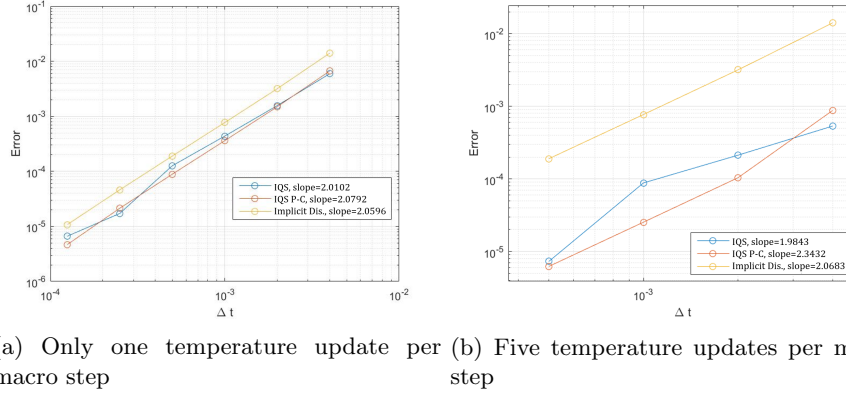 10^-1
10^-2
10^-3
10^-4
10^-5
10^-6
Error
10^-4
10^-3
10^-2
Δ t
IQS, slope=2.0102
IQS P-C, slope=2.0792
Implicit Dis., slope=2.0596
10^-2
10^-3
10^-4
10^-5
Error
10^-3
Δ t
IQS, slope=1.9843
IQS P-C, slope=2.3432
Implicit Dis., slope=2.0683
a) Only one temperature update per
macro step
(b) Five temperature updates per m
step